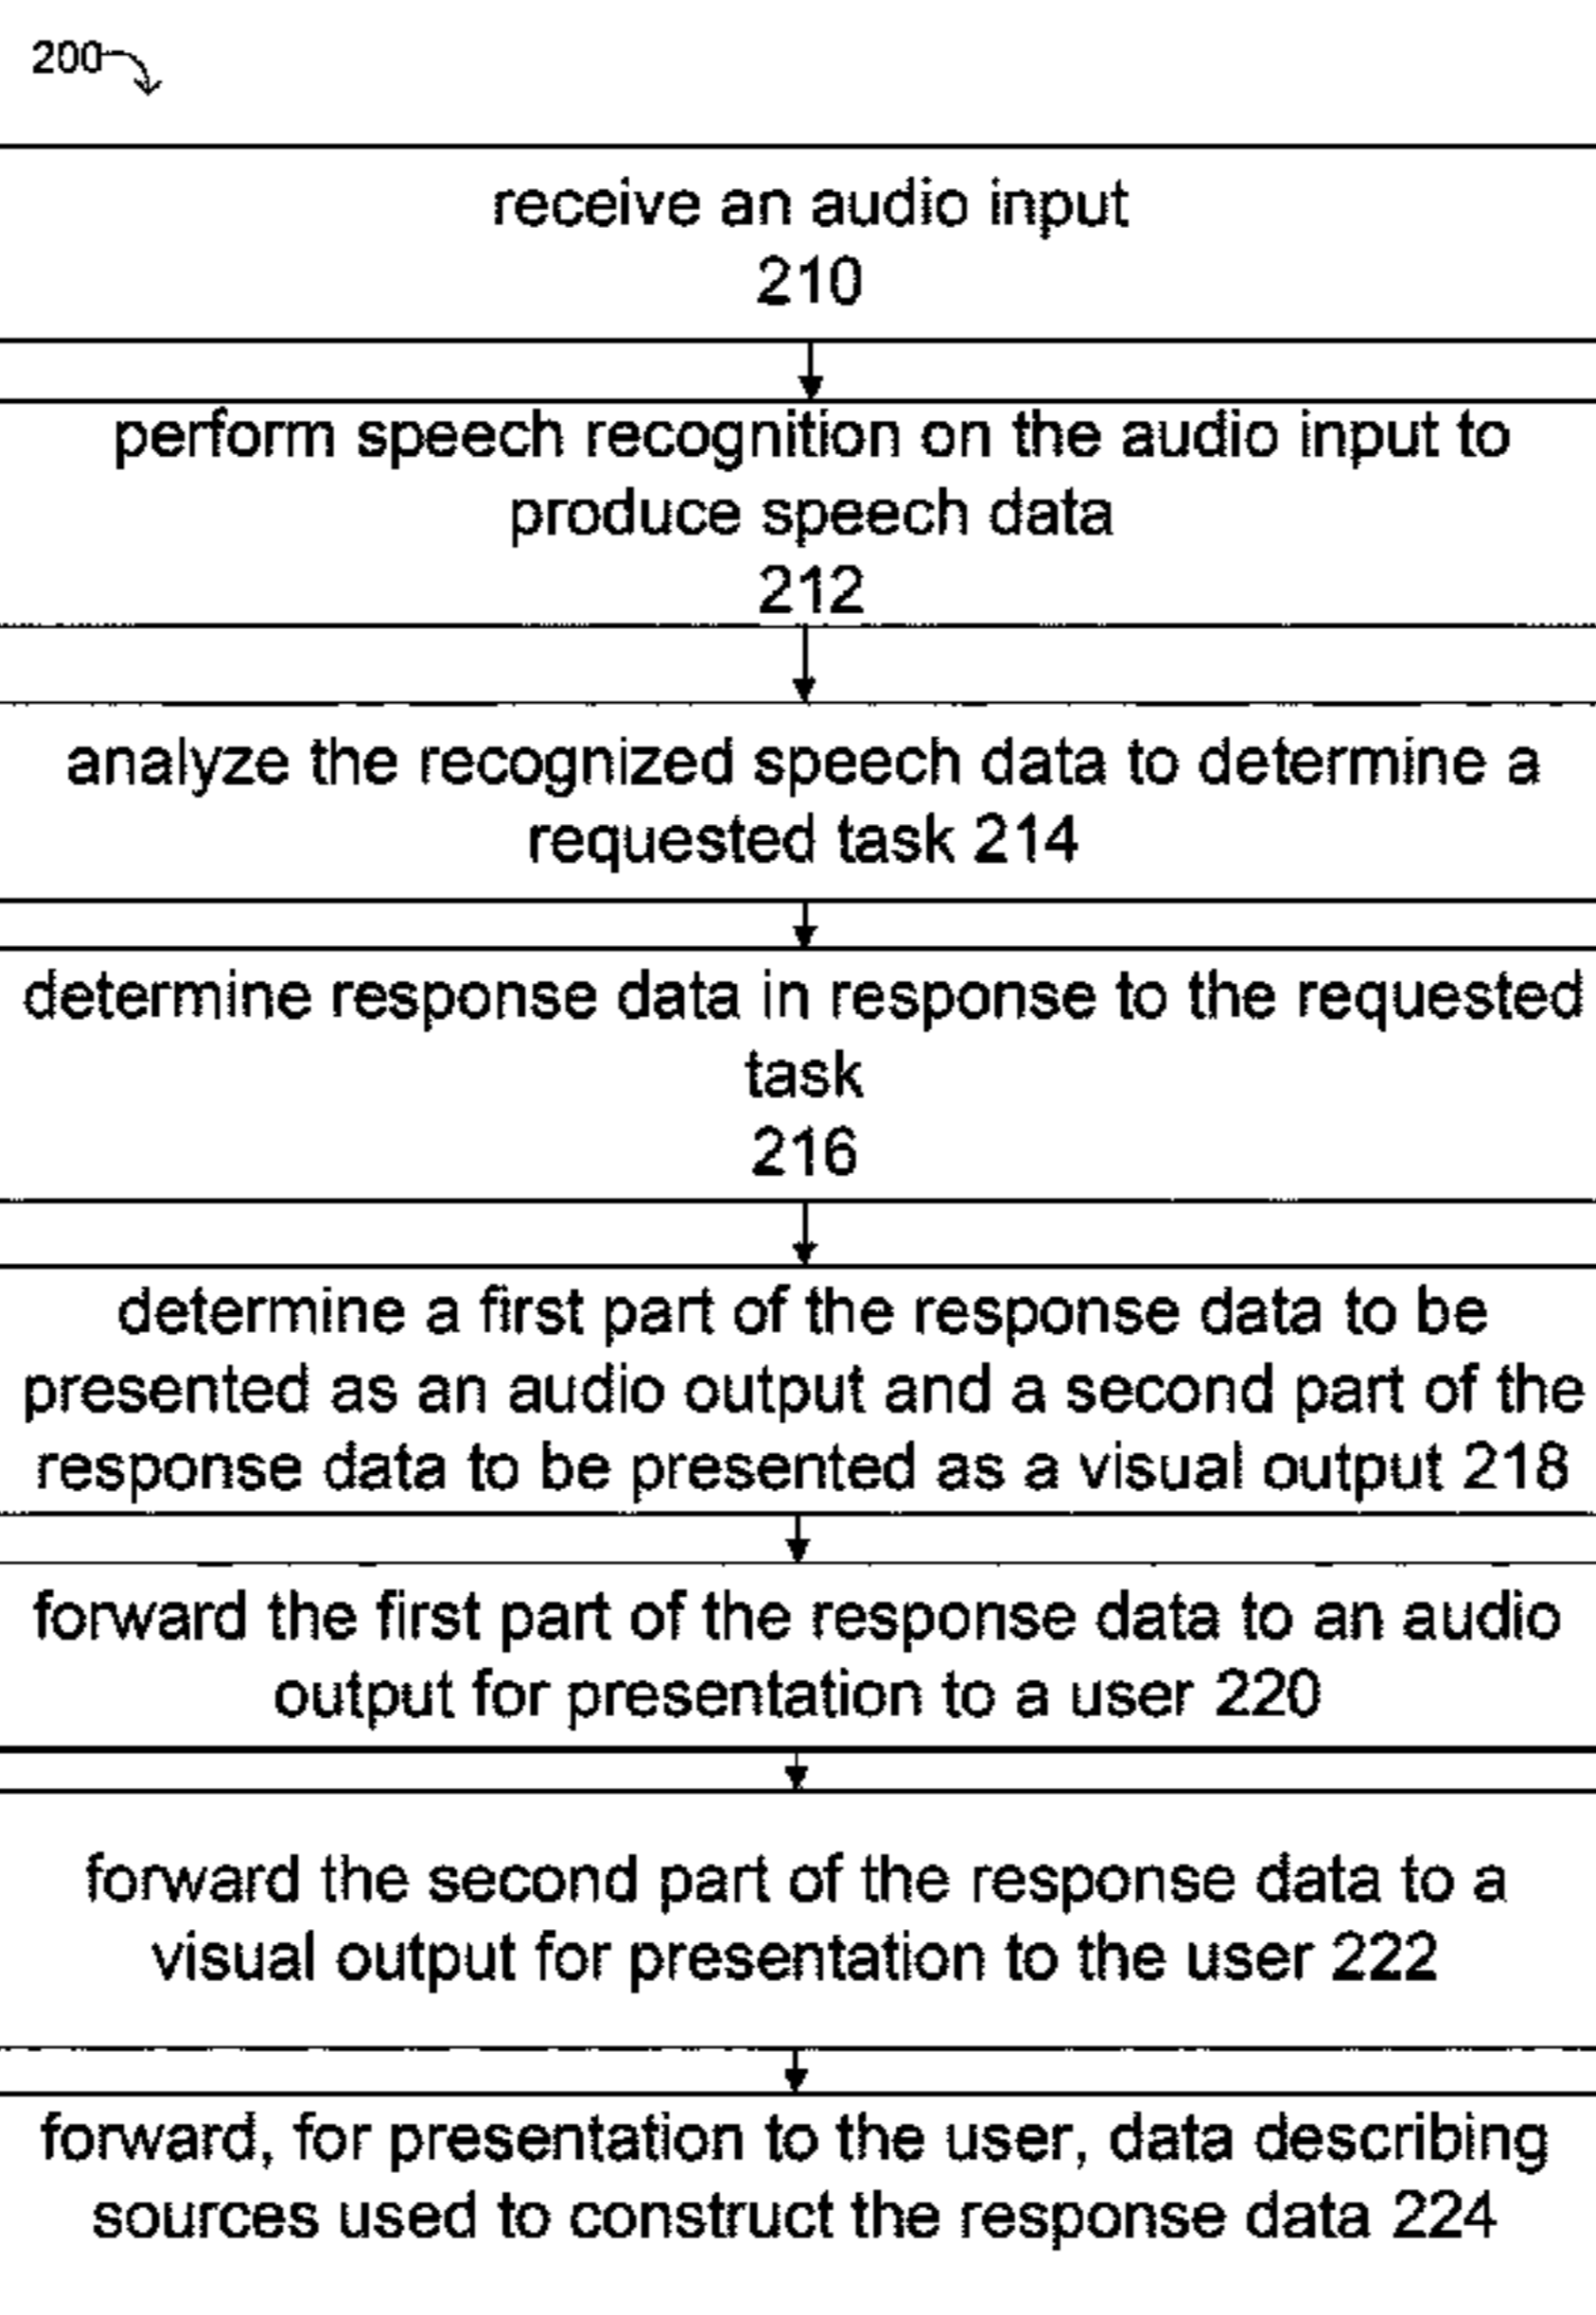 200
receive an audio input
210
perform speech recognition on the audio input to
produce speech data
212
analyze the recognized speech data to determine a
requested task 214
determine response data in response to the requested
task
216
determine a first part of the response data to be
presented as an audio output and a second part of the
response data to be presented as a visual output 218
forward the first part of the response data to an audio
output for presentation to a user 220
forward the second part of the response data to a
visual output for presentation to the user 222
forward, for presentation to the user, data describing
sources used to construct the response data 224